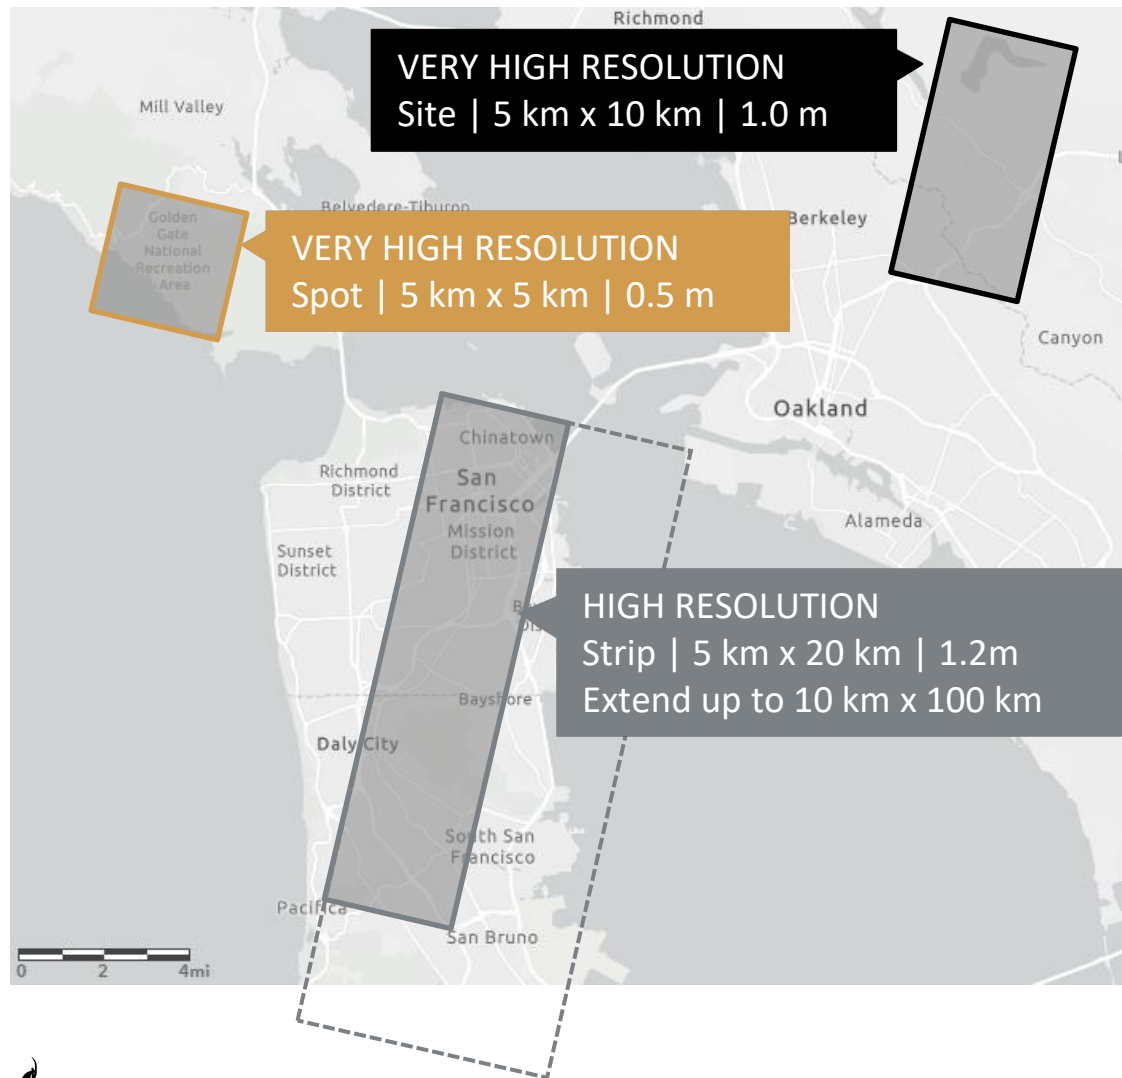 Richmond
VERY HIGH RESOLUTION
Site | 5 km x 10 km | 1.0 m
Mill Valley
Belvedere-Tiburon
Berkeley
Golden
Gate
National
Recreation
Area
VERY HIGH RESOLUTION
Spot | 5 km x 5 km | 0.5 m
Canyon
Oakland
Chinatown
Richmond
District
San
Francisco
Mission
District
Alameda
Sunset
District
HIGH RESOLUTION
Strip | 5 km x 20 km | 1.2m
Extend up to 10 km x 100 km
Bayshore
Daly City
South San
Francisco
Pacifica
San Bruno
0 2 4mi